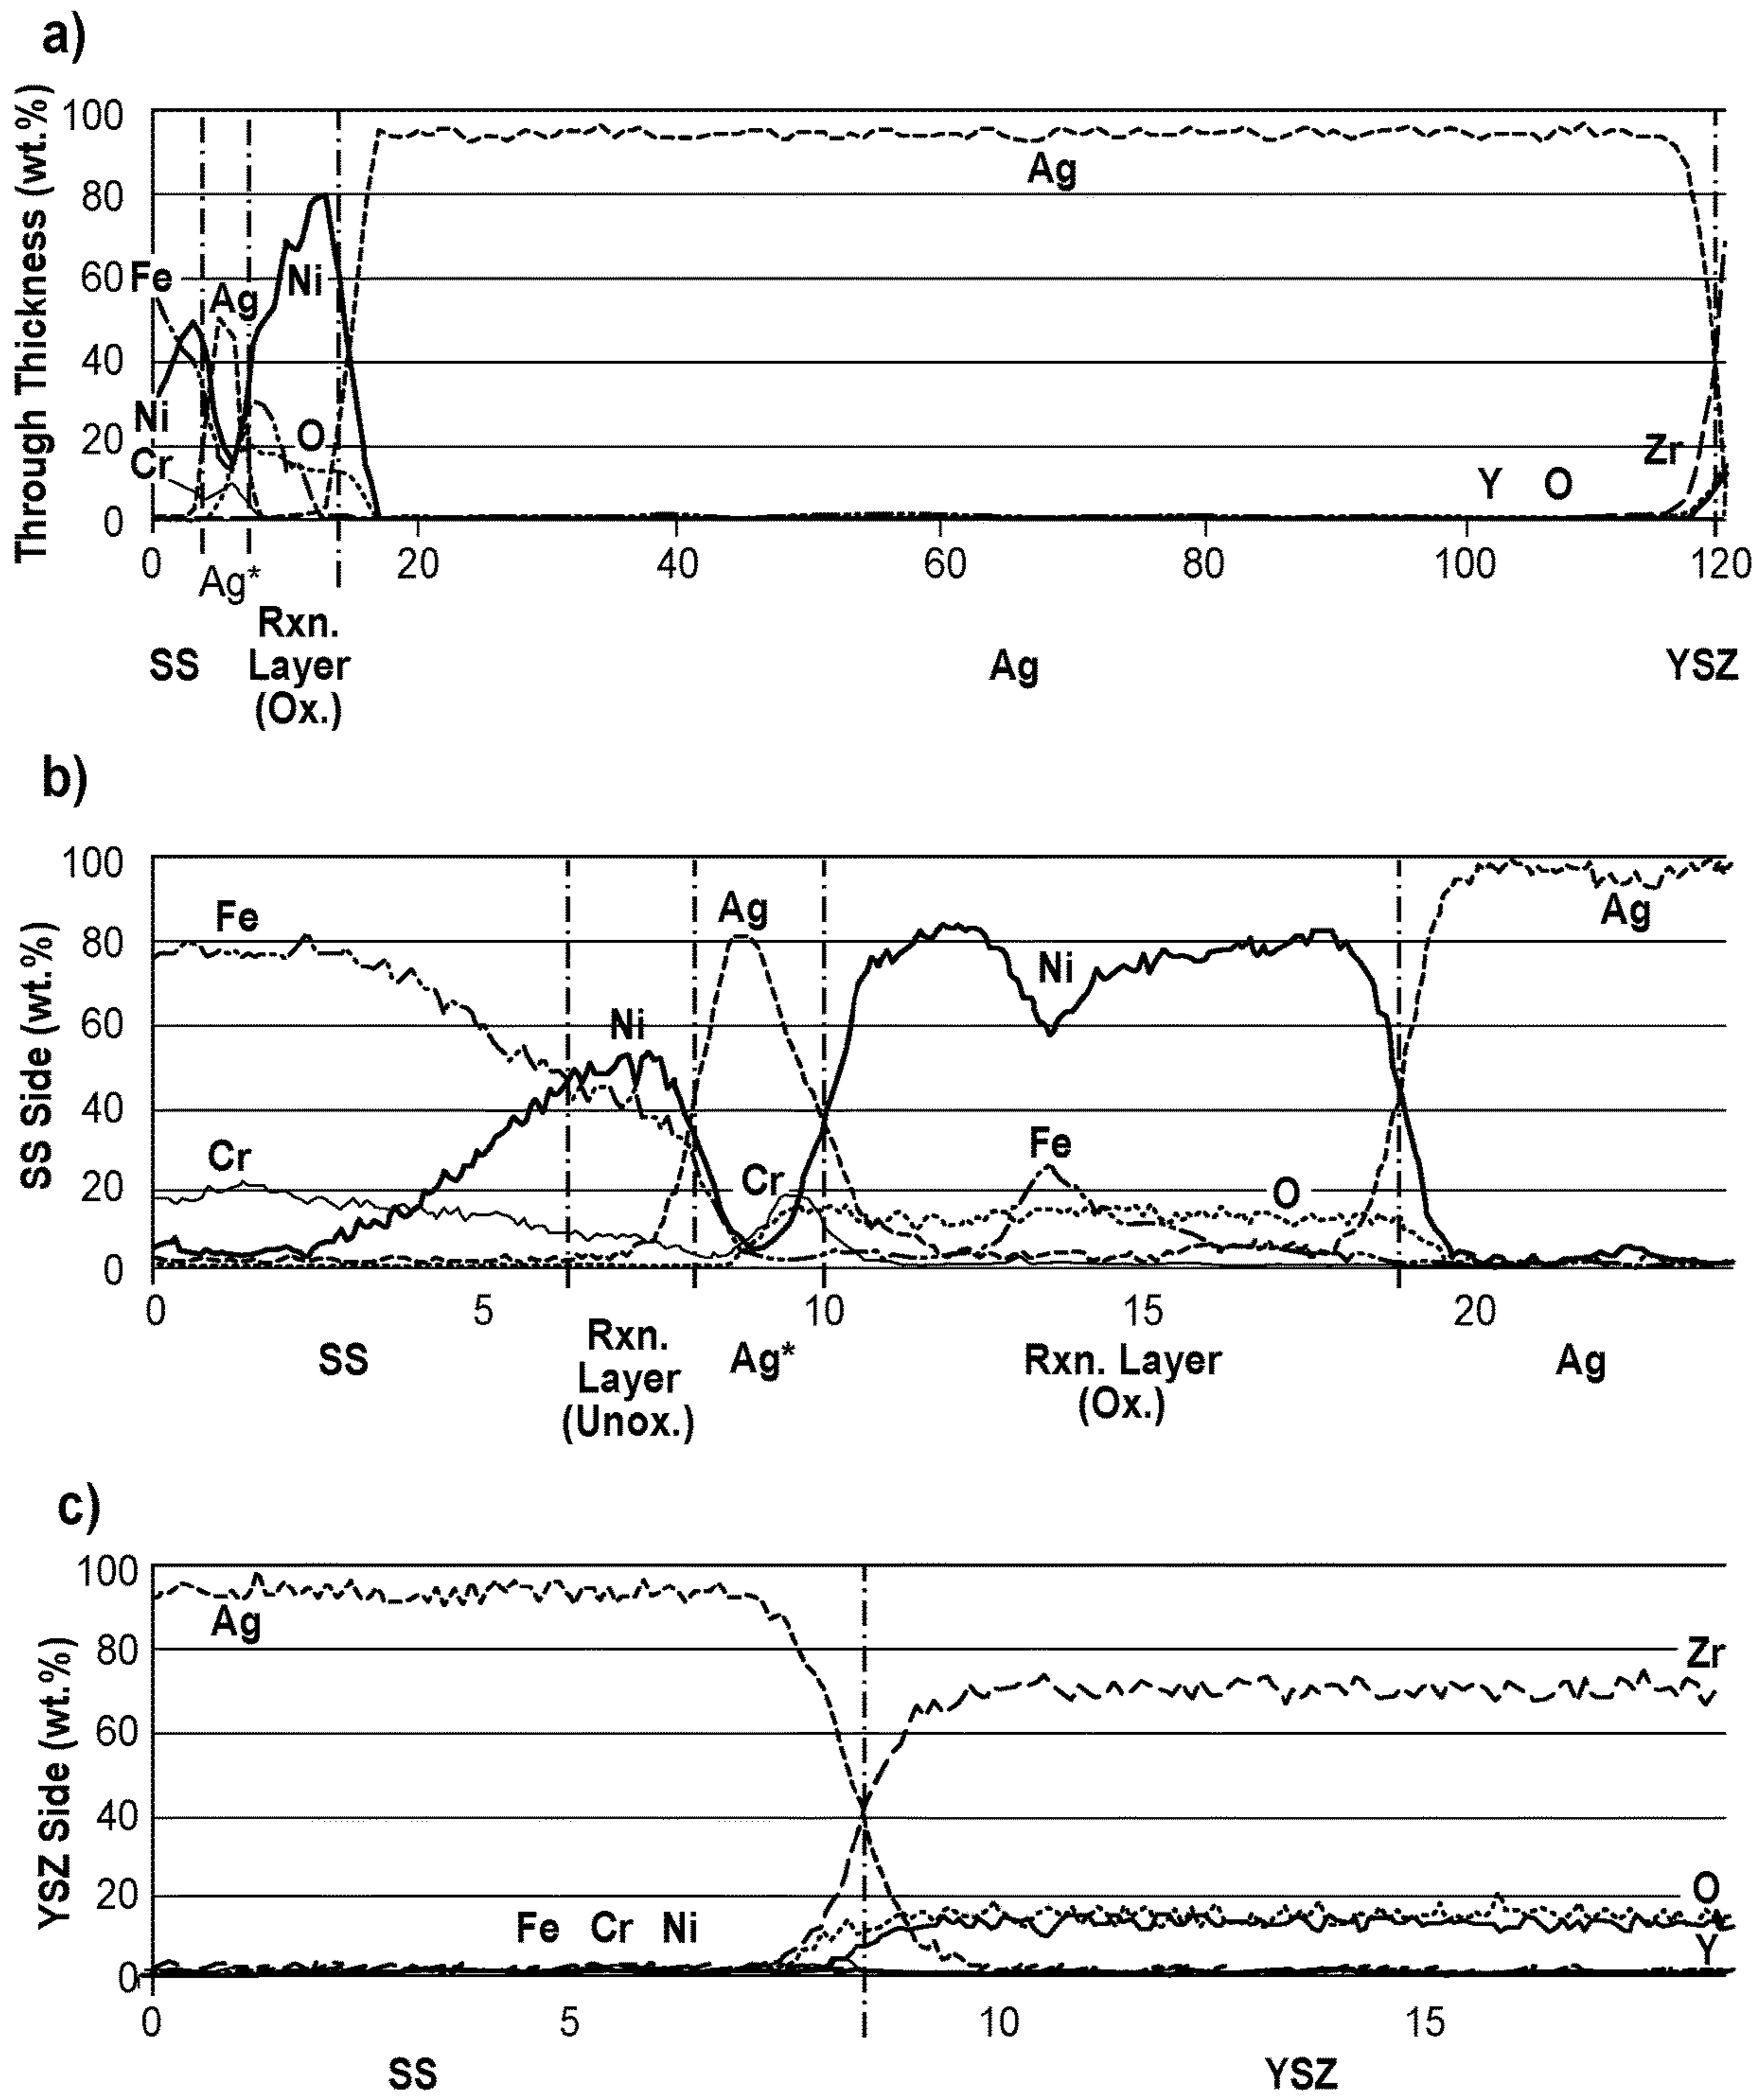 a)
Through Thickness (wt.%)
100
80
60
40
20
0
Fe
Ag
Ni
Ag
Ni
Cr
O
Zr
Y O
0 20 40 60 80 100 120
Ag*
SS
Rxn.
Layer
(Ox.)
Ag
YSZ
b)
SS Side (wt.%)
100
80
60
40
20
0
Fe
Ag
Ag
Ni
Ni
Cr
Cr
Fe
O
0 5 10 15 20
SS
Rxn.
Layer
(Unox.)
Ag*
Rxn. Layer
(Ox.)
Ag
c)
YSZ Side (wt.%)
100
80
60
40
20
0
Ag
Zr
Fe Cr Ni
O
Y
0 5 10 15
SS YSZ